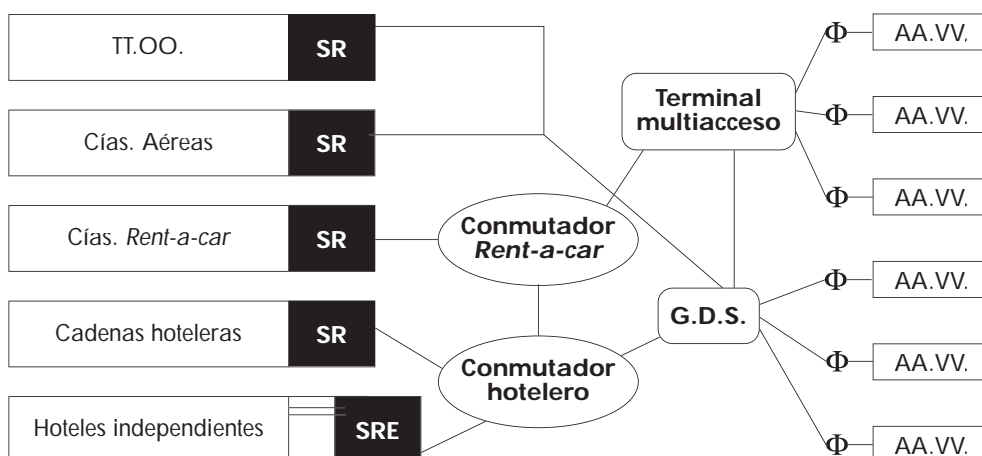 TT.OO.
SR
Cías. Aéreas
SR
Cías. Rent-a-car
SR
Cadenas hoteleras
SR
Hoteles independientes
SRE
Conmutador
Rent-a-car
Conmutador
hotelero
Terminal
multiacceso
G.D.S.
Φ
AA.VV.
Φ
AA.VV.
Φ
AA.VV.
Φ
AA.VV.
Φ
AA.VV.
Φ
AA.VV.